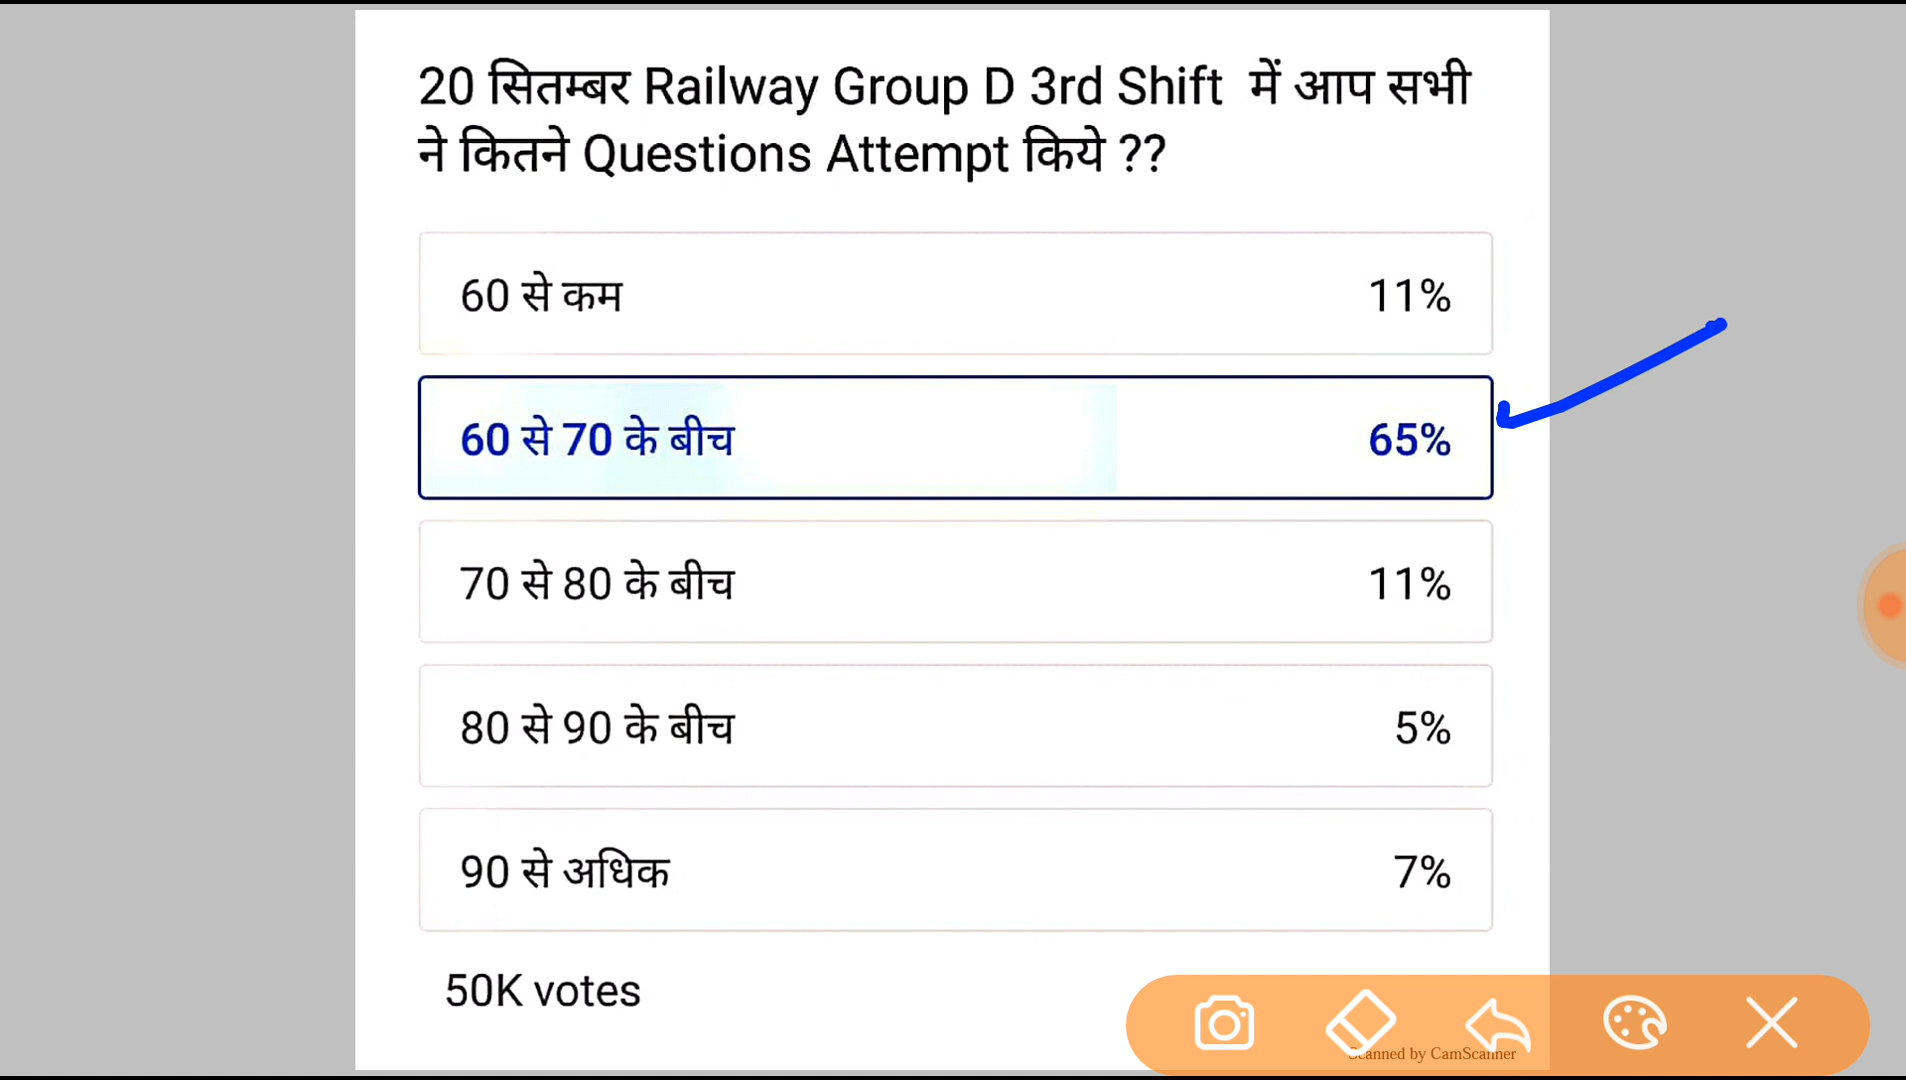 20 सितम्बर Railway Group D 3rd Shift में आप सभी
ने कितने Questions Attempt किये ??
60 से कम 11%
60 से 70 के बीच 65%
70 से 80 के बीच 11%
80 से 90 के बीच 5%
90 से अधिक 7%
50K votes
Scanned by CamScanner